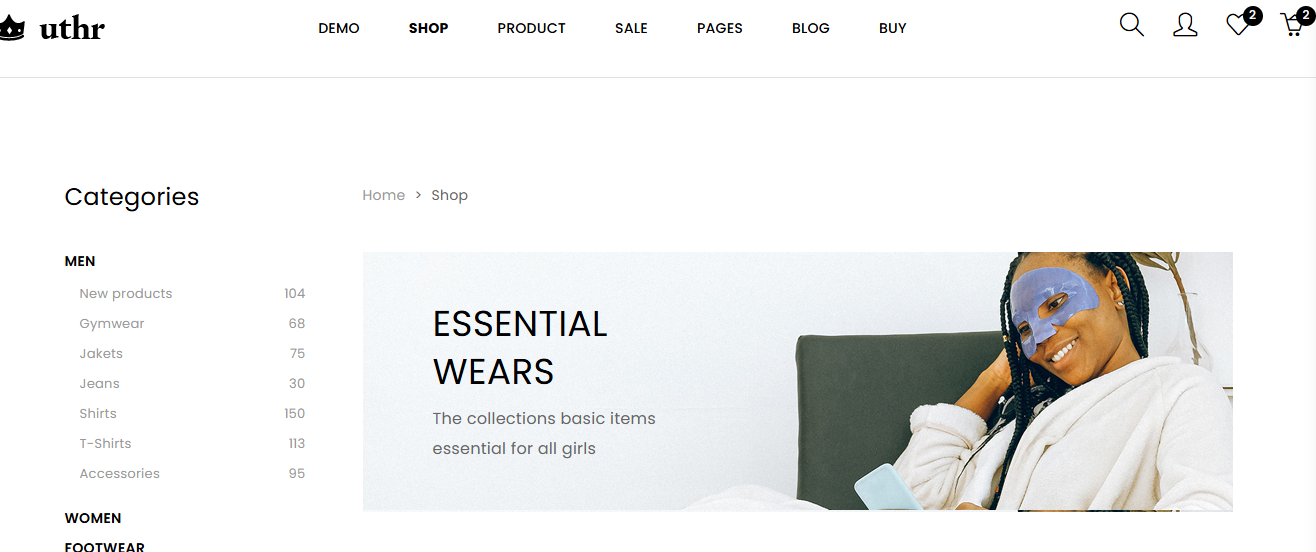 uthr DEMO SHOP PRODUCT SALE PAGES BLOG BUY 2 2
Categories
Home > Shop
MEN
New products 104
Gymwear 68
Jakets 75
Jeans 30
Shirts 150
T-Shirts 113
Accessories 95
WOMEN
FOOTWEAR
ESSENTIAL
WEARS
The collections basic items
essential for all girls